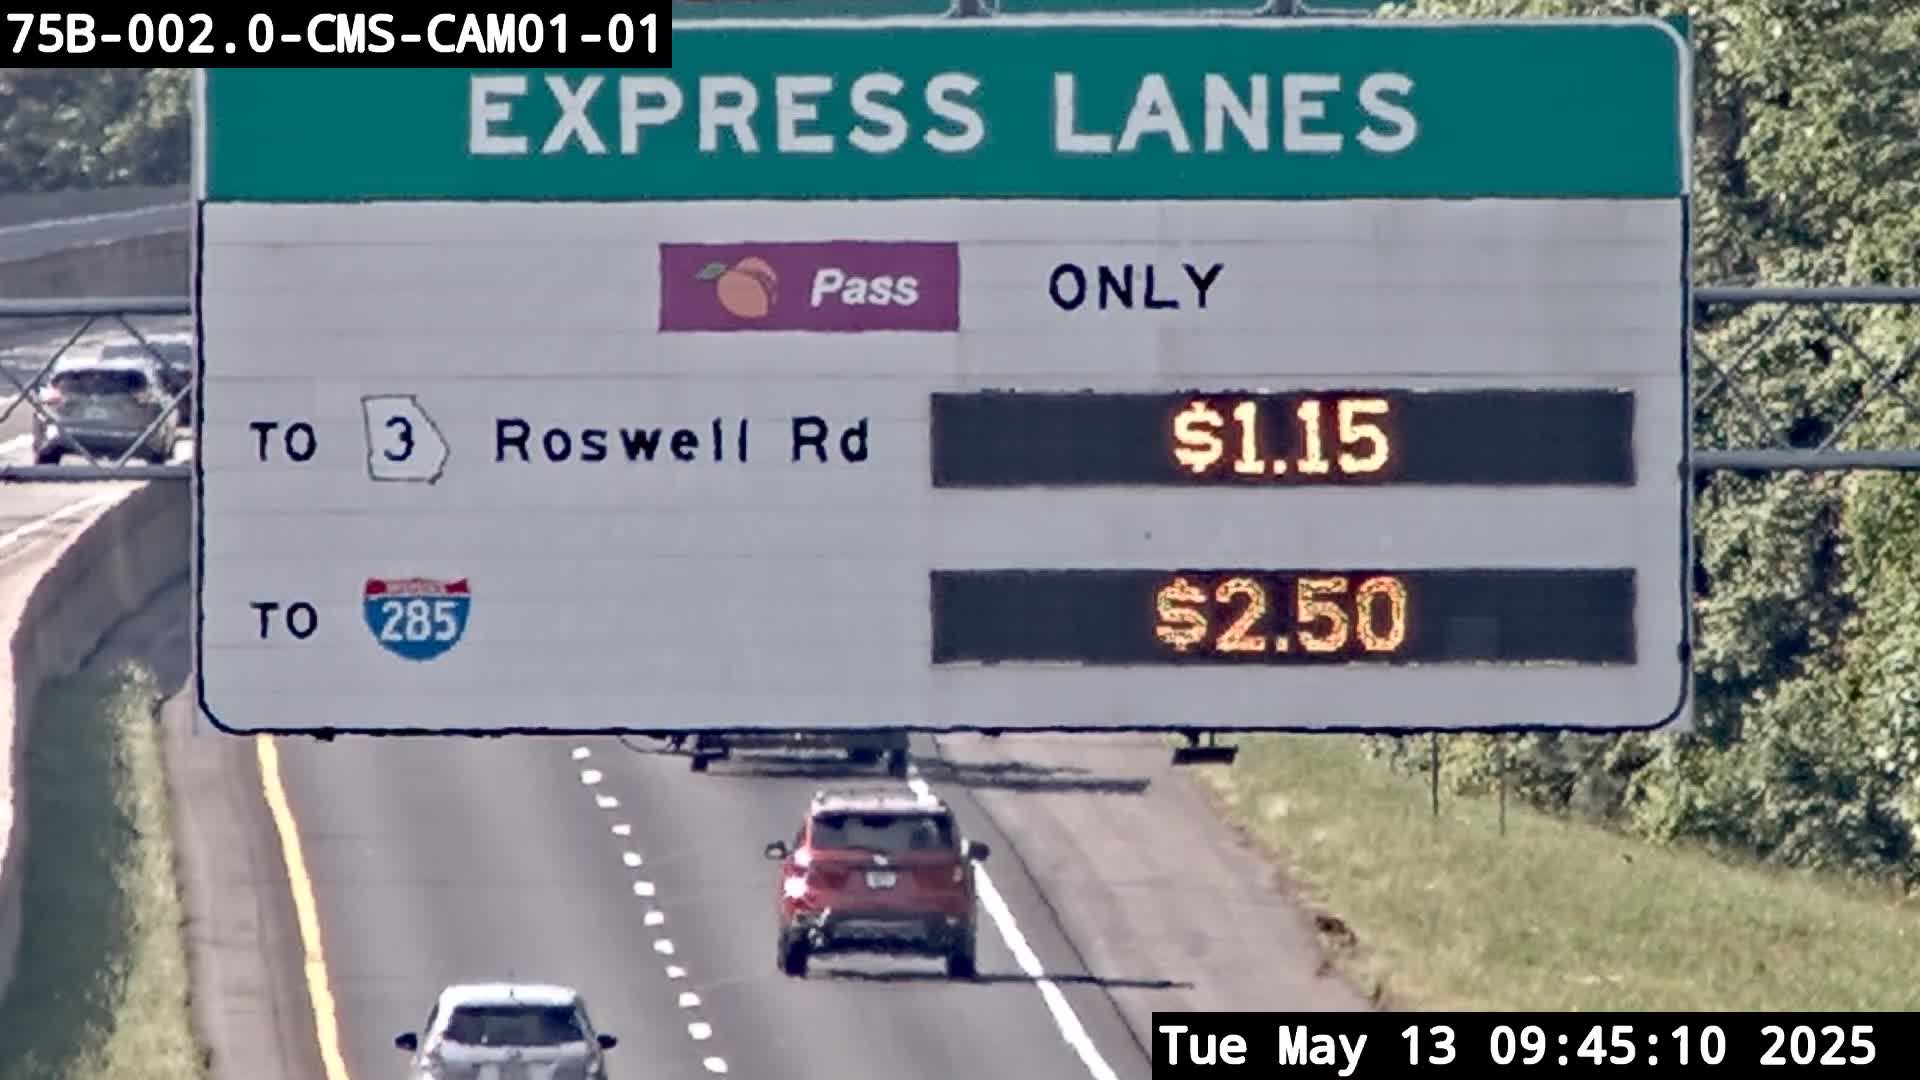 75B-002.0-CMS-CAM01-01
EXPRESS LANES
Pass ONLY
TO 3 Roswell Rd $1.15
TO 285 $2.50
Tue May 13 09:45:10 2025